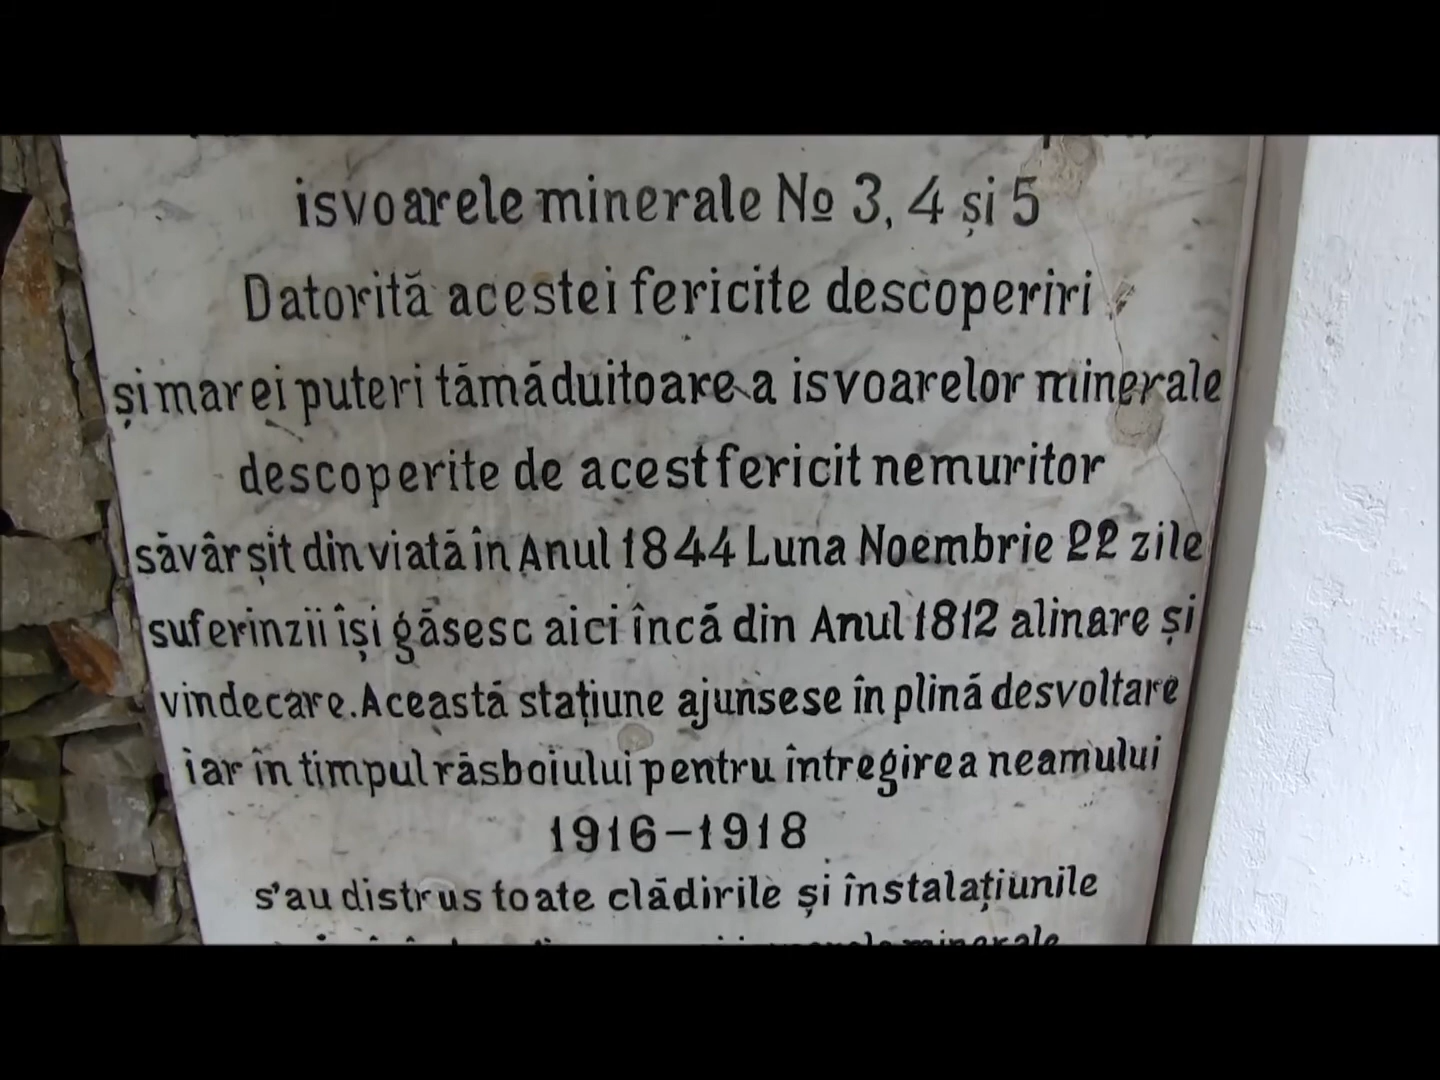 isvoarele minerale No 3, 4 și 5
Datorită acestei fericite descoperiri
și marei puteri tămăduitoare a isvoarelor minerale
descoperite de acest fericit nemuritor
săvârșit din viată în Anul 1844 Luna Noembrie 22 zile
suferinzii își găsesc aici încă din Anul 1812 alinare și
vindecare. Această stațiune ajunsese în plină desvoltare
iar în timpul răsboiului pentru întregirea neamului
1916-1918
s'au distrus toate clădirile și înstalațiunile
minerale